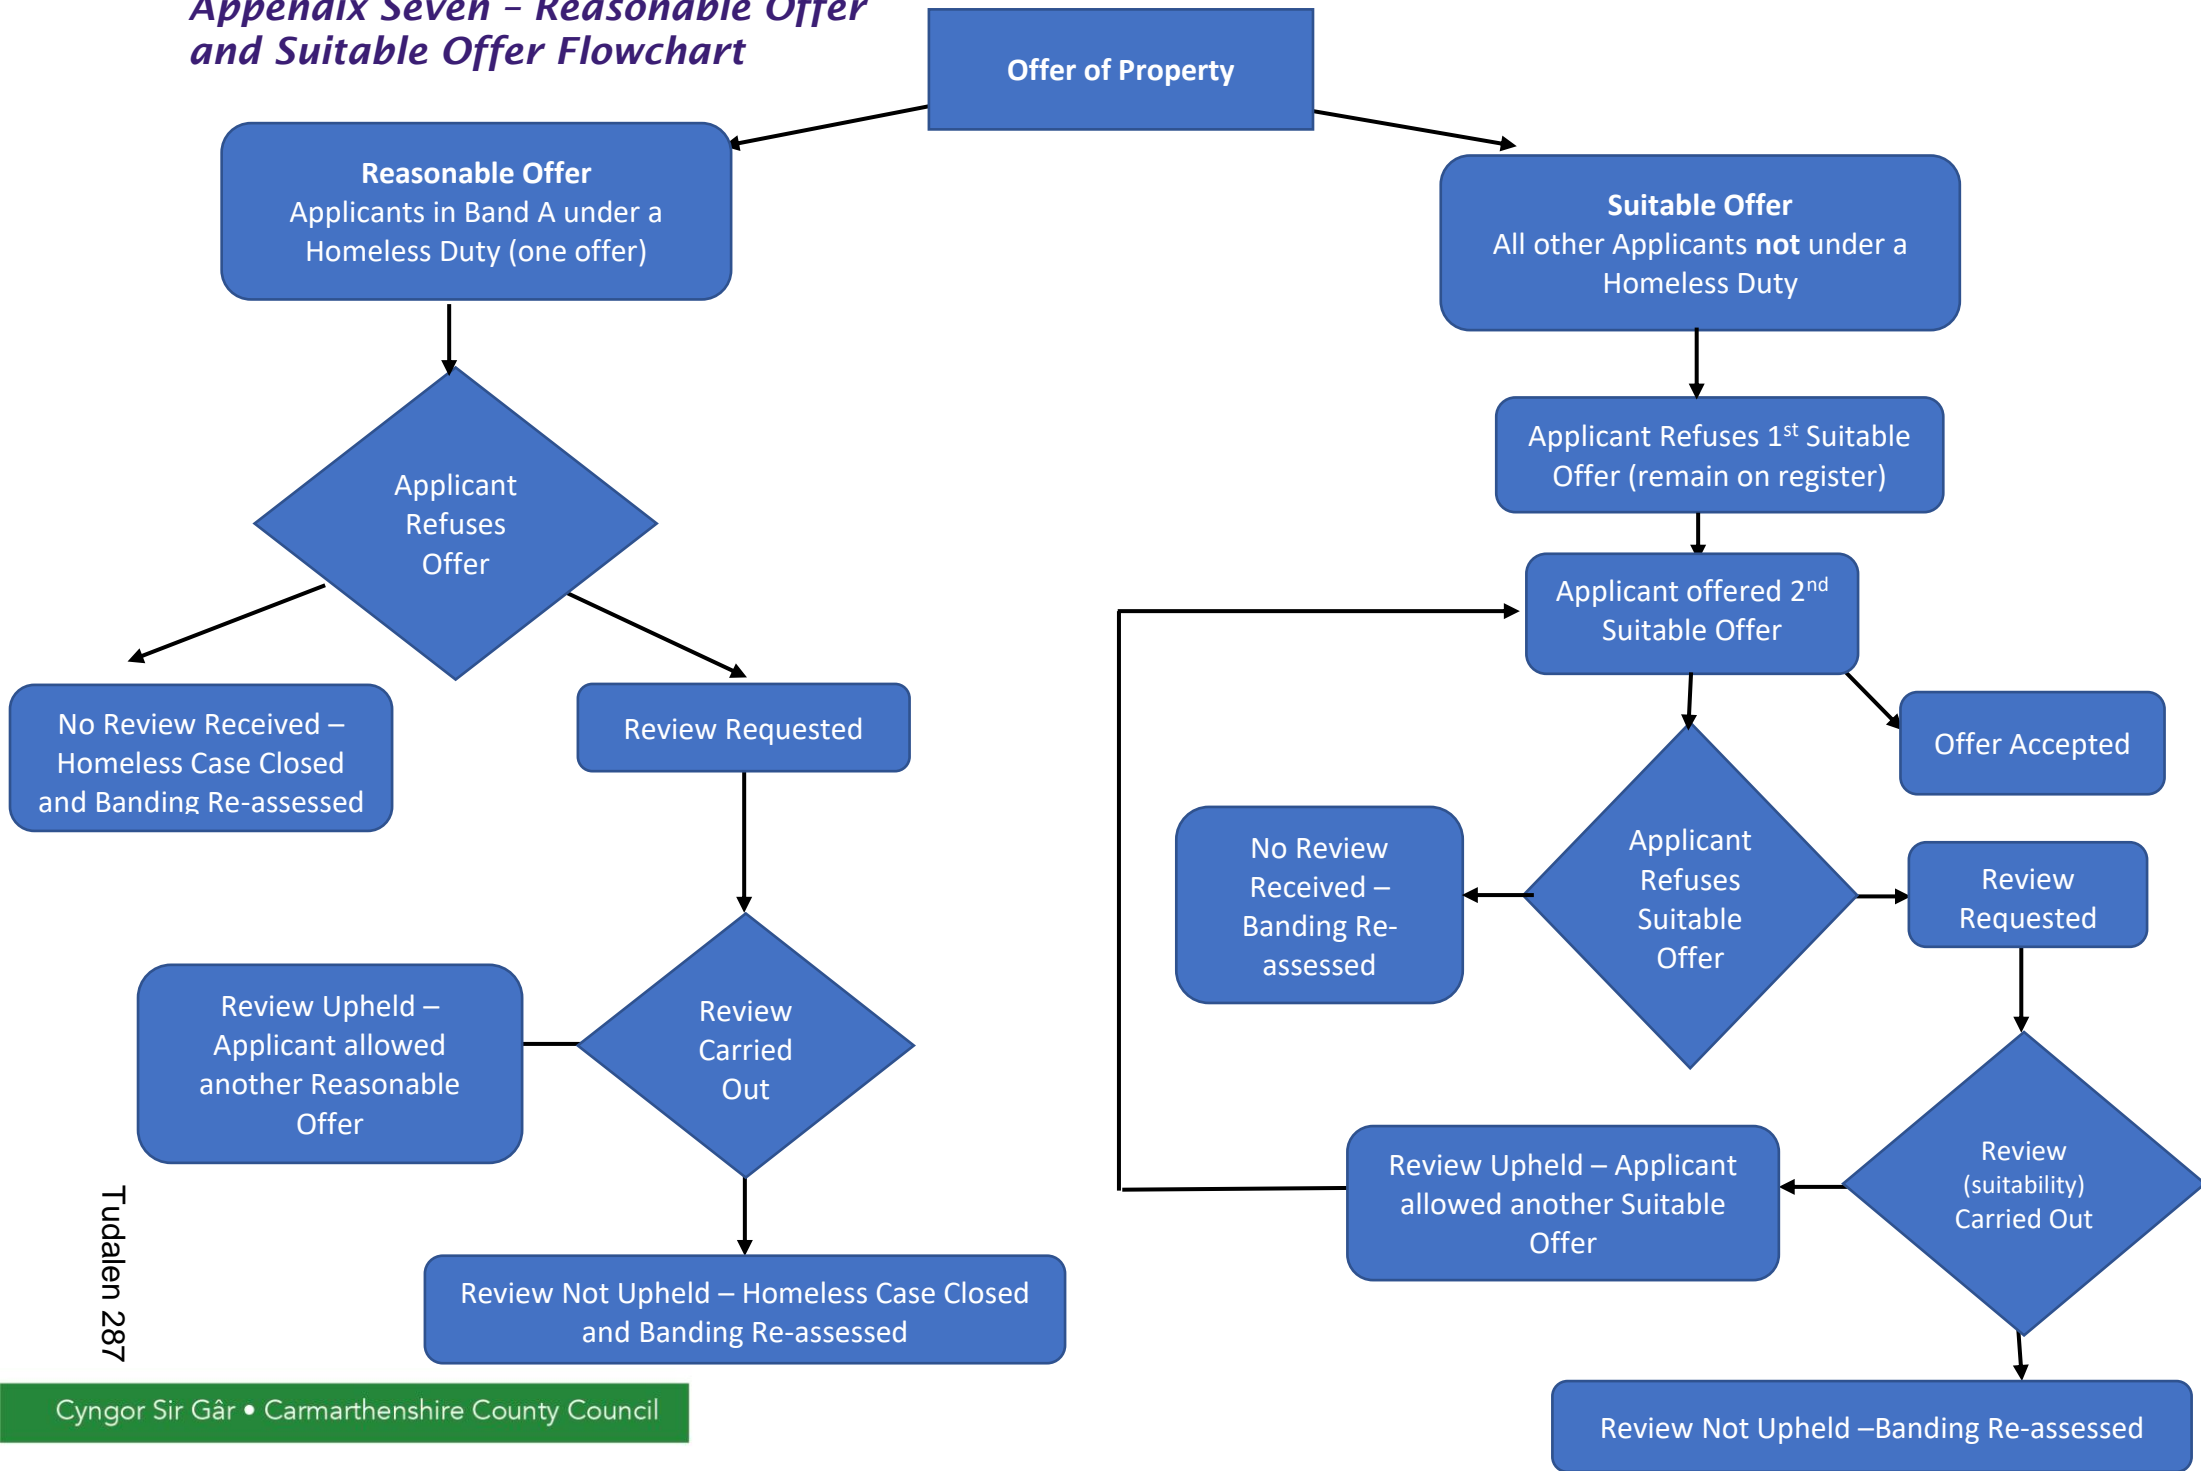 Appendix Seven – Reasonable Offer
and Suitable Offer Flowchart
Offer of Property
Reasonable Offer
Applicants in Band A under a
Homeless Duty (one offer)
Applicant
Refuses
Offer
No Review Received –
Homeless Case Closed
and Banding Re-assessed
Review Requested
Review
Carried
Out
Review Upheld –
Applicant allowed
another Reasonable
Offer
Review Not Upheld – Homeless Case Closed
and Banding Re-assessed
Suitable Offer
All other Applicants not under a
Homeless Duty
Applicant Refuses 1st Suitable
Offer (remain on register)
Applicant offered 2nd
Suitable Offer
Offer Accepted
Applicant
Refuses
Suitable
Offer
No Review
Received –
Banding Re-
assessed
Review
Requested
Review
(suitability)
Carried Out
Review Upheld – Applicant
allowed another Suitable
Offer
Review Not Upheld –Banding Re-assessed
Tudalen 287
Cyngor Sir Gâr • Carmarthenshire County Council